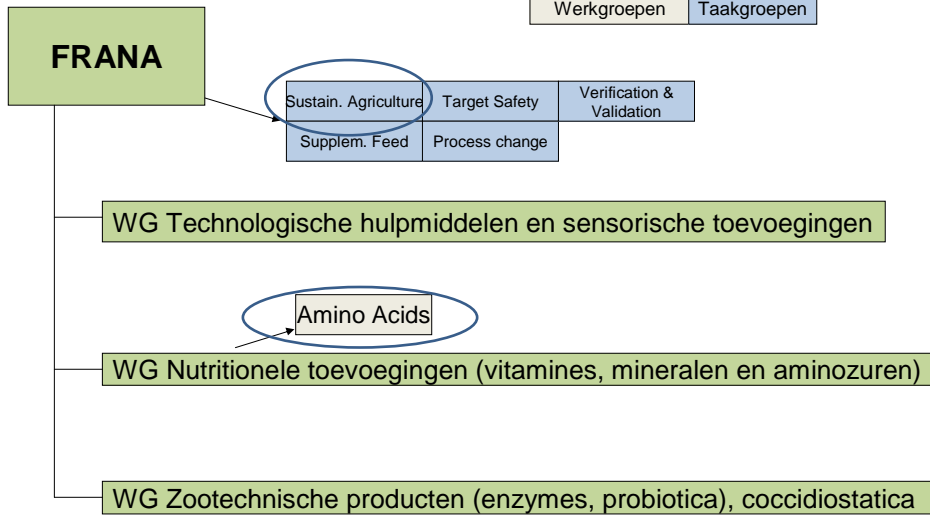 Werkgroepen Taakgroepen
FRANA
Sustain. Agriculture Target Safety Verification &
Validation
Supplem. Feed Process change
WG Technologische hulpmiddelen en sensorische toevoegingen
Amino Acids
WG Nutritionele toevoegingen (vitamines, mineralen en aminozuren)
WG Zootechnische producten (enzymes, probiotica), coccidiostatica